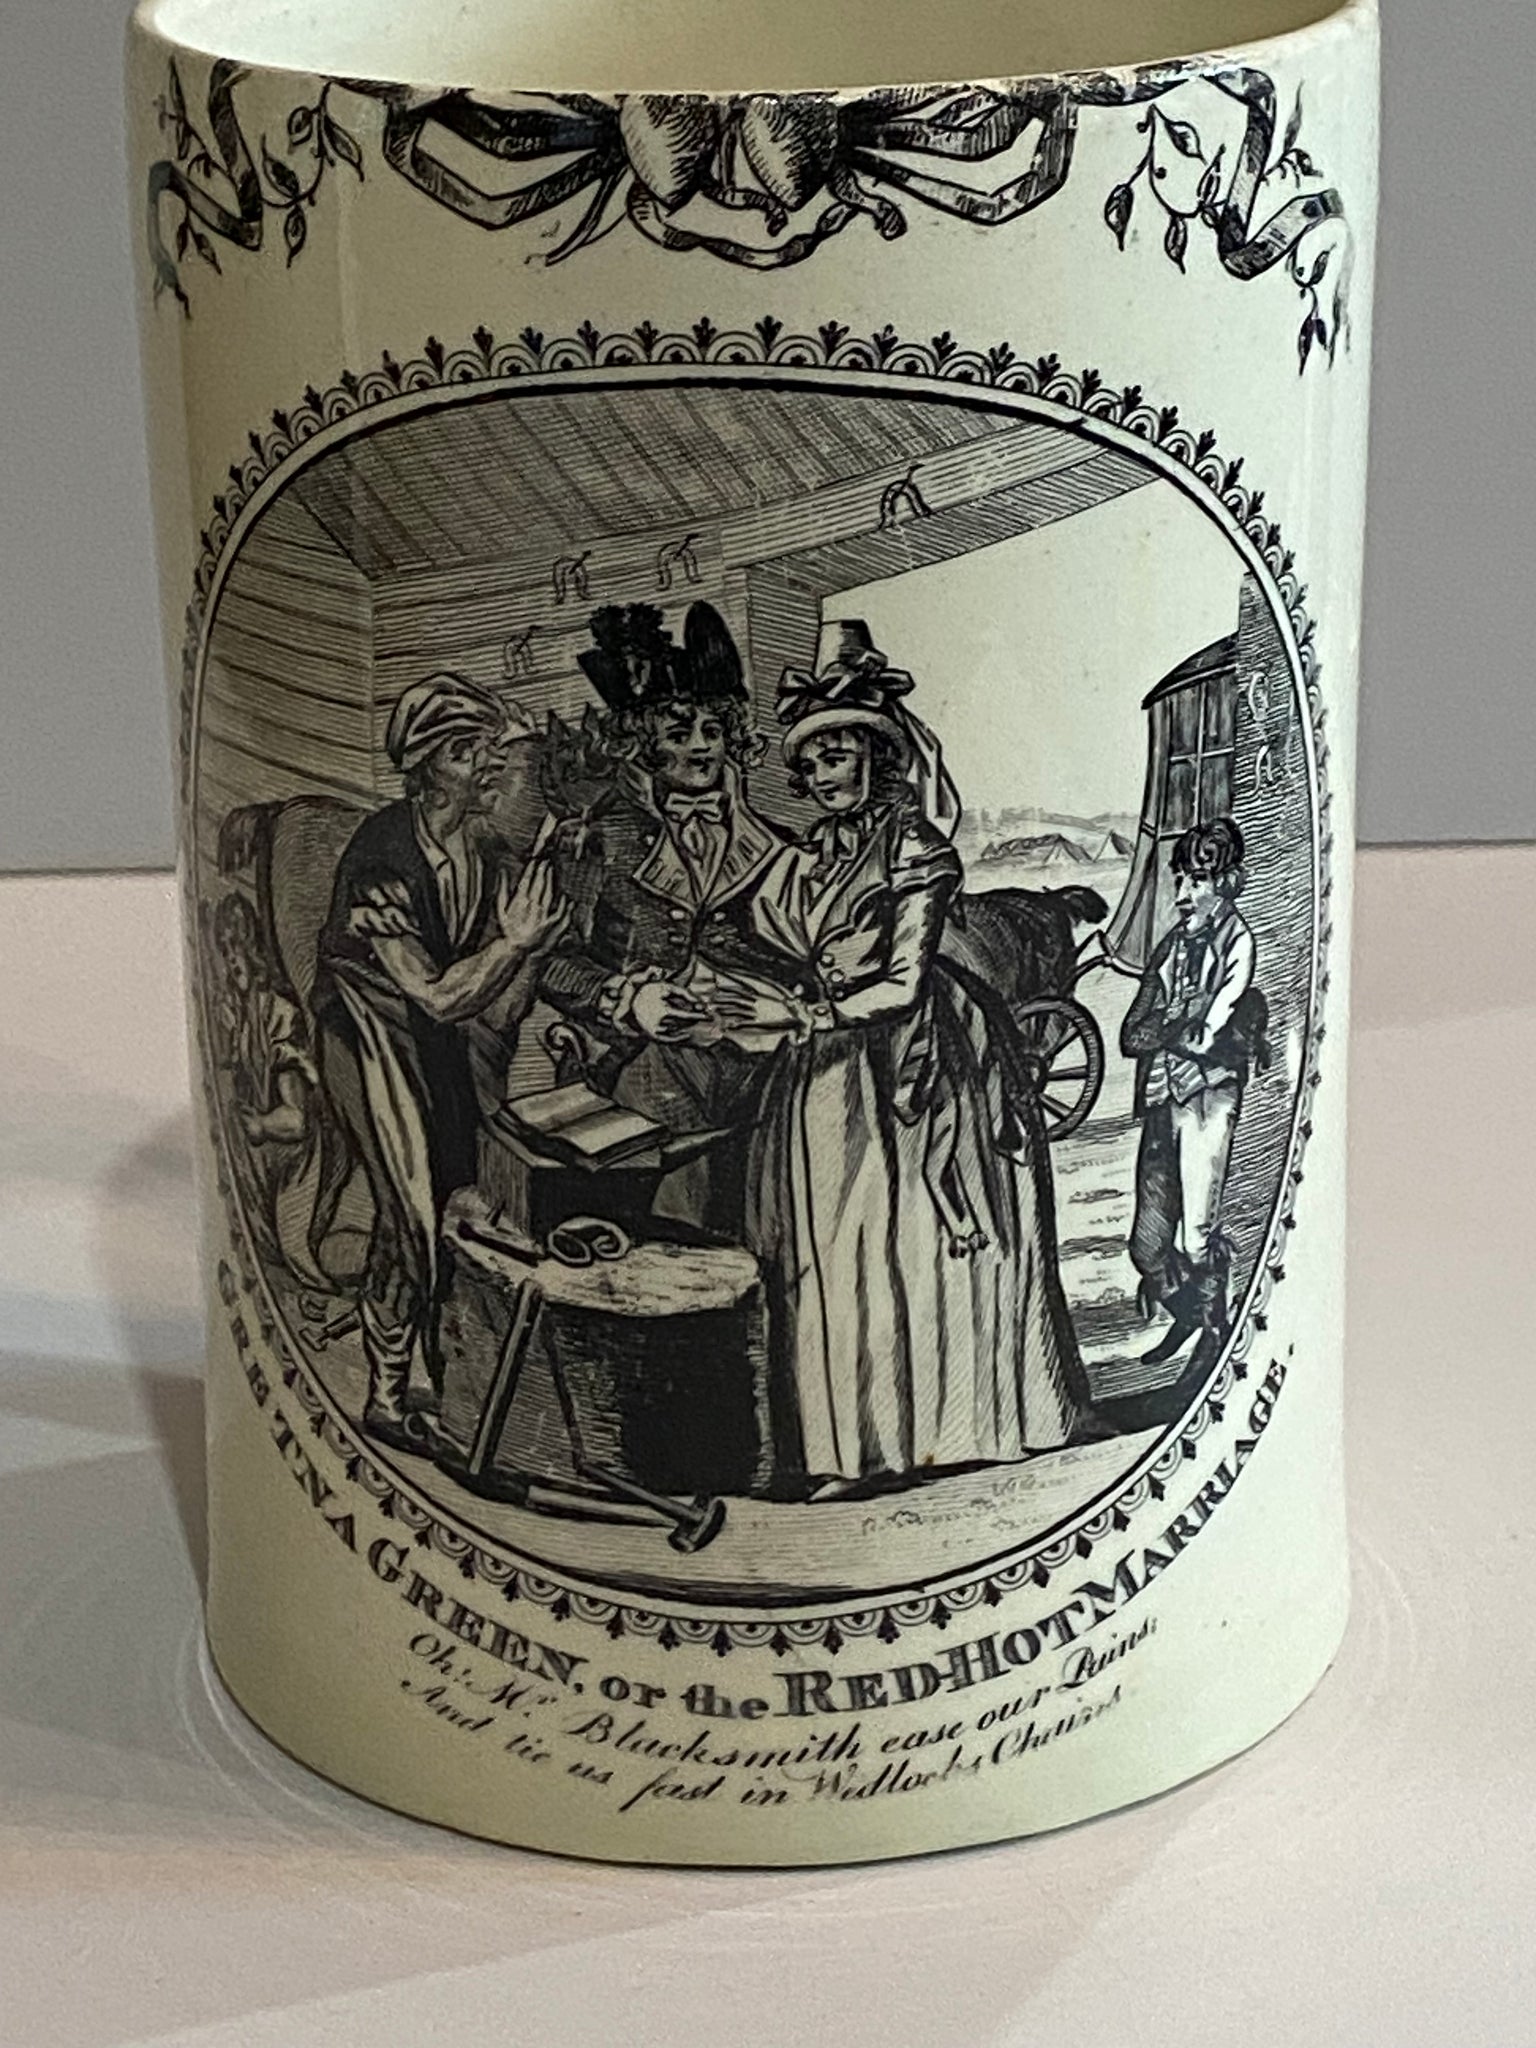 GRETNA GREEN, or the RED-HOT MARRIAGE.
Oh! Mr. Blacksmith ease our Pains:
And tie us fast in Wedlocks Chains.